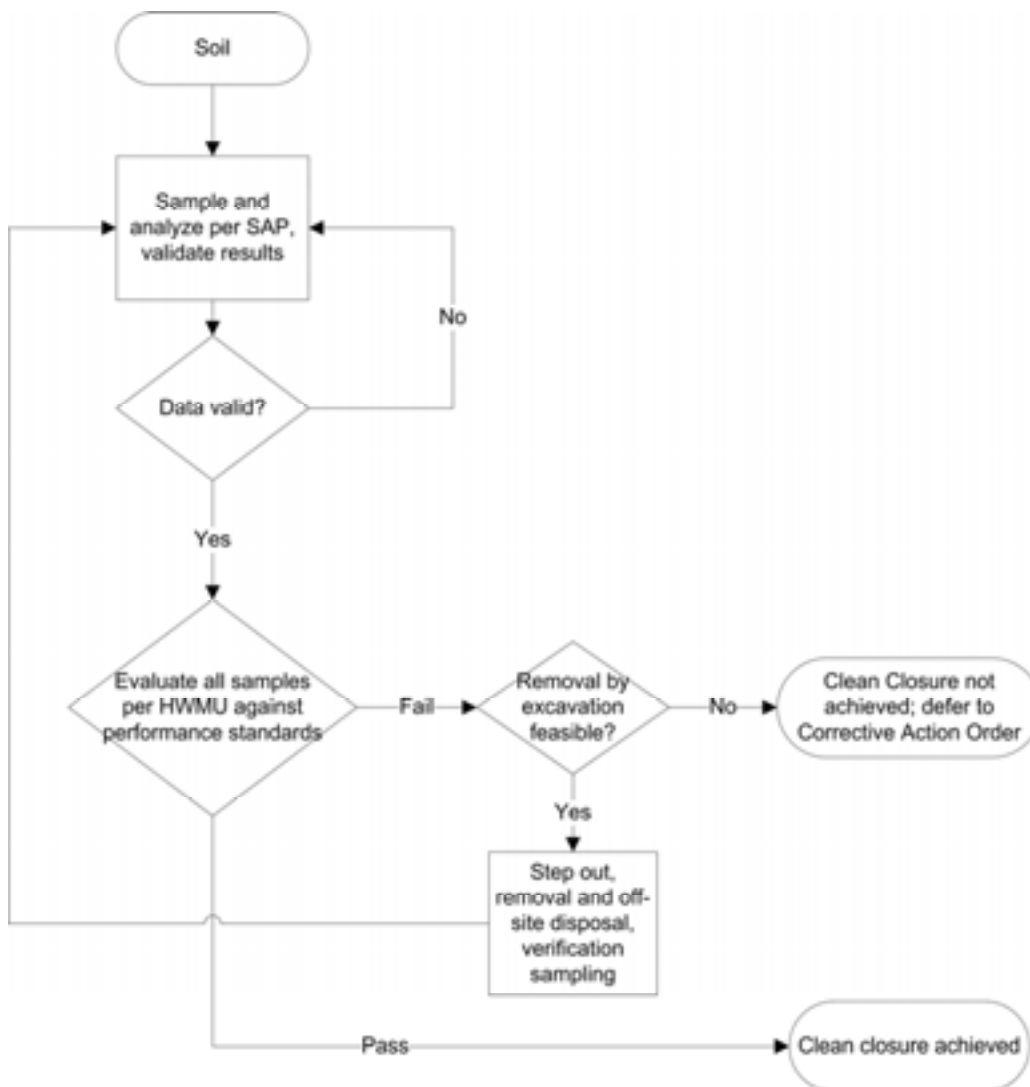 Soil
Sample and
analyze per SAP,
validate results
No
Data valid?
Yes
Evaluate all samples
per HWMU against
performance standards
Fail
Removal by
excavation
feasible?
No
Clean Closure not
achieved; defer to
Corrective Action Order
Yes
Step out,
removal and off-
site disposal,
verification
sampling
Pass
Clean closure achieved